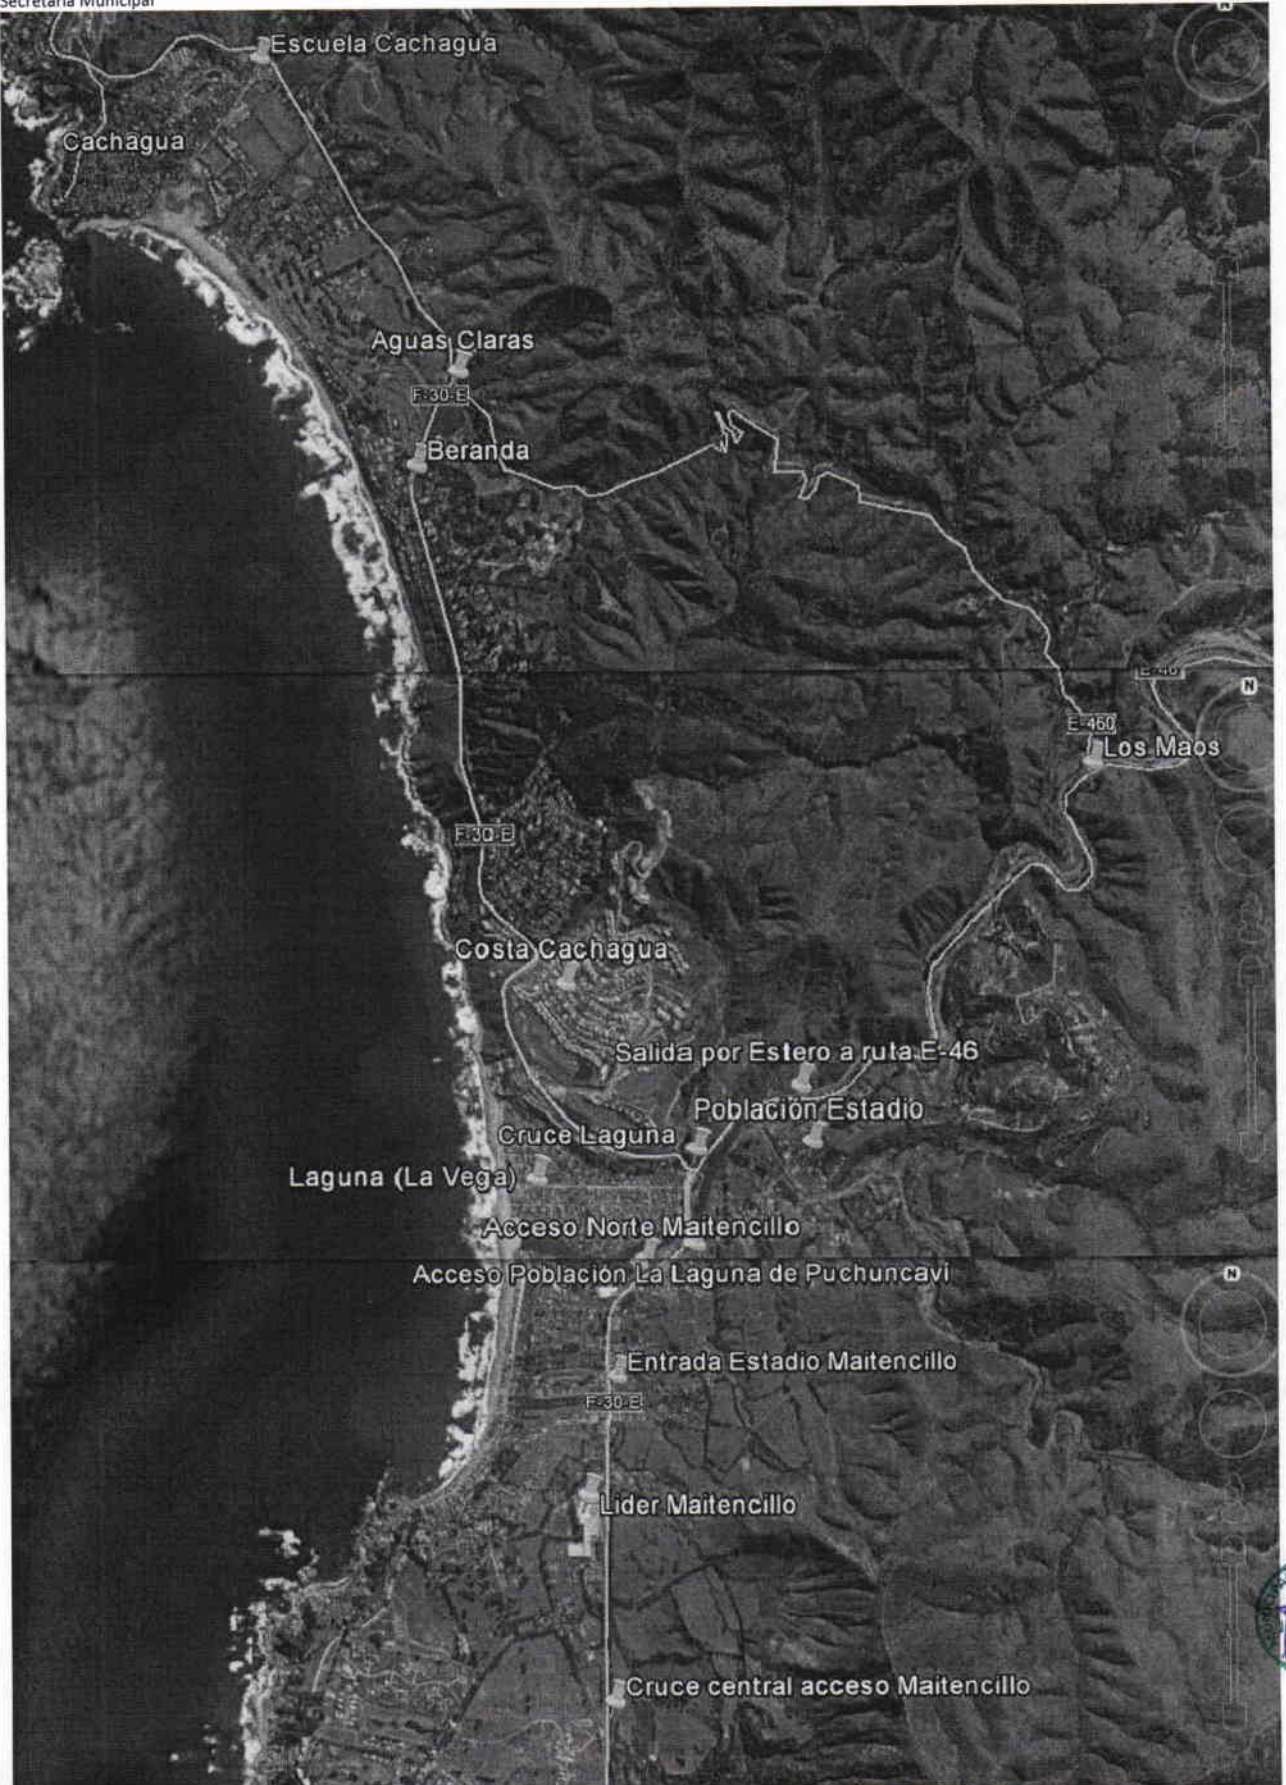 Secretaría Municipal
N
Escuela Cachagua
Cachagua
Aguas Claras
F-30-E
Beranda
E-46
N
E-460
Los Maos
F-30-E
Costa Cachagua
Salida por Estero a ruta E-46
Población Estadio
Cruce Laguna
Laguna (La Vega)
Acceso Norte Maitencillo
Acceso Población La Laguna de Puchuncaví
N
Entrada Estadio Maitencillo
F-30-E
Lider Maitencillo
Cruce central acceso Maitencillo